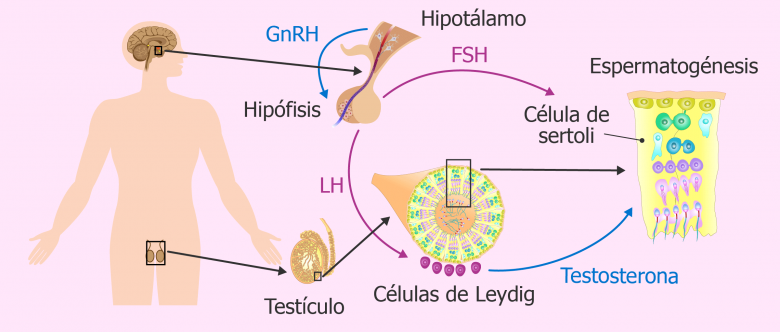 Hipotálamo
GnRH
FSH
Espermatogénesis
Hipófisis
Célula de
sertoli
LH
Testosterona
Testículo
Células de Leydig